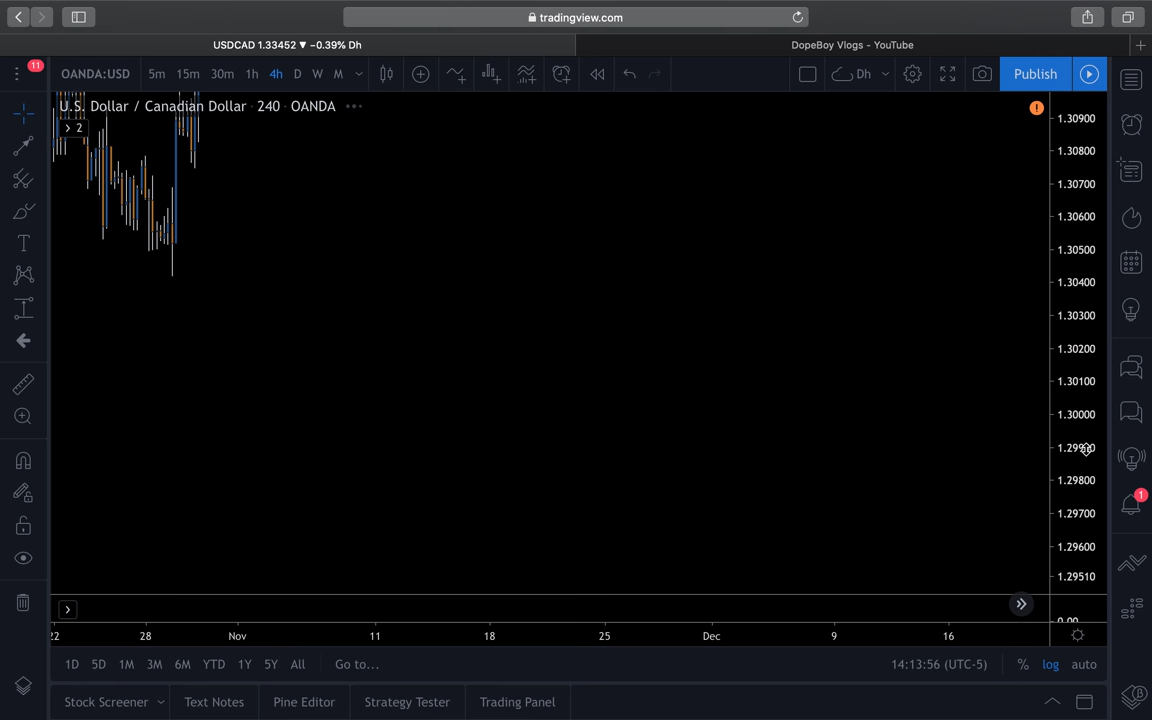 tradingview.com
USDCAD 1.33452 ▼ −0.39% Dh
DopeBoy Vlogs - YouTube
11
OANDA:USD 5m 15m 30m 1h 4h D W M Dh Publish
U.S. Dollar / Canadian Dollar 240 OANDA
2
!
1.30900
1.30800
1.30700
1.30600
1.30500
1.30400
1.30300
1.30200
1.30100
1.30000
1.29800
1.29700
1.29600
1.29510
0.00
1
22 28 Nov 11 18 25 Dec 9 16
1D 5D 1M 3M 6M YTD 1Y 5Y All Go to... 14:13:56 (UTC-5) % log auto
Stock Screener Text Notes Pine Editor Strategy Tester Trading Panel
β